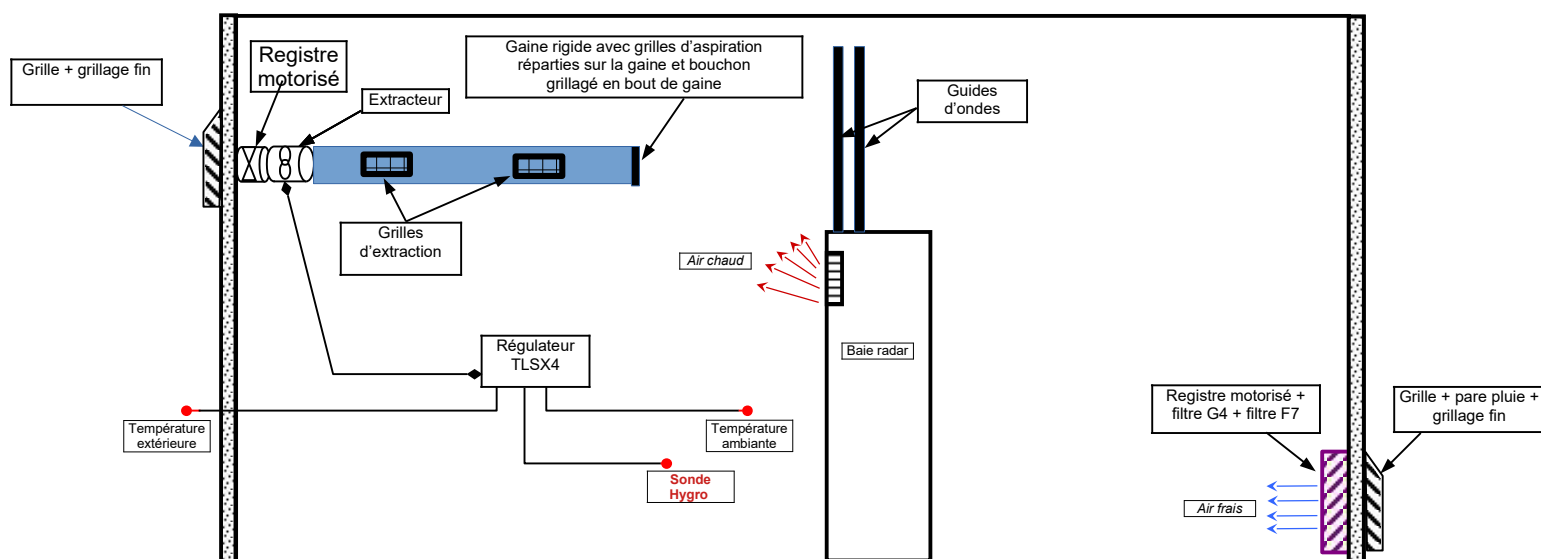 Grille + grillage fin
Registre
motorisé
Extracteur
Gaine rigide avec grilles d’aspiration
réparties sur la gaine et bouchon
grillagé en bout de gaine
Guides
d’ondes
Grilles
d’extraction
Air chaud
Régulateur
TLSX4
Baie radar
Température
extérieure
Température
ambiante
Sonde
Hygro
Registre motorisé +
filtre G4 + filtre F7
Grille + pare pluie +
grillage fin
Air frais